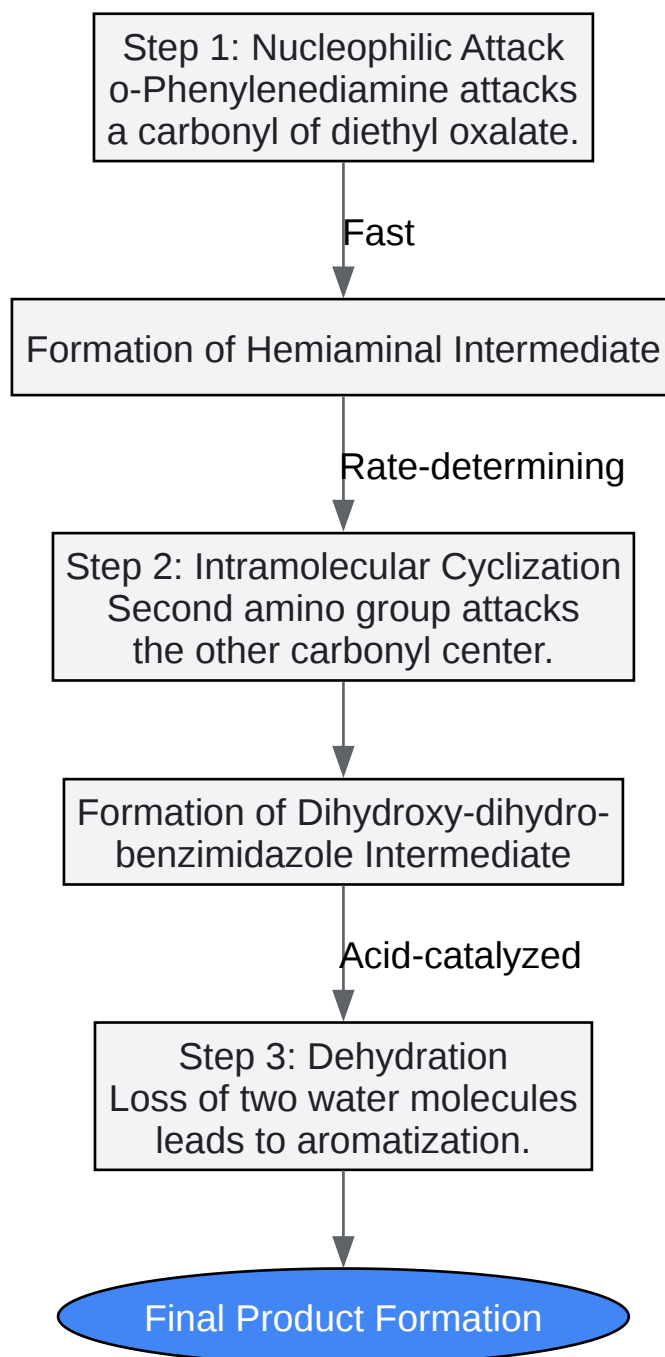 Step 1: Nucleophilic Attack
o-Phenylenediamine attacks
a carbonyl of diethyl oxalate.
Fast
Formation of Hemiaminal Intermediate
Rate-determining
Step 2: Intramolecular Cyclization
Second amino group attacks
the other carbonyl center.
Formation of Dihydroxy-dihydro-
benzimidazole Intermediate
Acid-catalyzed
Step 3: Dehydration
Loss of two water molecules
leads to aromatization.
Final Product Formation